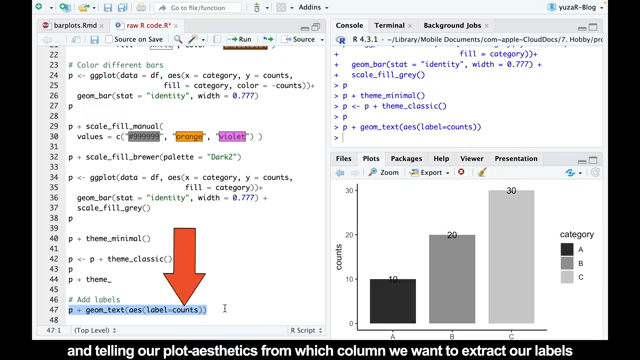 Go to file/function
Addins
yuzaR-Blog
barplots.Rmd
raw R code.R*
Source on Save
Run
Source
23
24 # Color different bars
25 p <- ggplot(data = df, aes(x = category, y = counts,
fill = category, color = -counts))+
geom_bar(stat = "identity", width = 0.777)
28 p
29
30 p + scale_fill_manual(
values = c("#999999", "orange", "violet") )
31
32 p + scale_fill_brewer(palette = "Dark2")
33
34 p <- ggplot(data = df, aes(x = category, y = counts,
35 fill = category))+
36 geom_bar(stat = "identity", width = 0.777) +
37 scale_fill_grey()
38 p
39
40 p + theme_minimal()
41
42 p <- p + theme_classic()
43 p
44 p + theme_
45
46 # Add labels
47 p + geom_text(aes(label=counts))
48
47:1
(Top Level)
R Script
Console
Terminal
Background Jobs
R 4.3.1 · ~/Library/Mobile Documents/com~apple~CloudDocs/7. Hobby/pro
fill = category))+
+ geom_bar(stat = "identity", width = 0.777) +
+ scale_fill_grey()
> p
> p + theme_minimal()
> p <- p + theme_classic()
> p
> p + geom_text(aes(label=counts))
>
Files
Plots
Packages
Help
Viewer
Presentation
Zoom
Export
30
20
10
0
counts
10
20
30
A
B
C
category
A
B
C
and telling our plot-aesthetics from which column we want to extract our labels